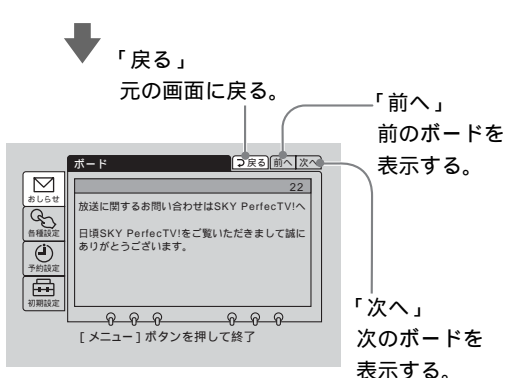 「戻る」
元の画面に戻る。
「前へ」
前のボードを
表示する。
ボード
戻る 前へ 次へ
おしらせ
各種設定
予約設定
初期設定
22
放送に関するお問い合わせはSKY PerfecTV!へ
日頃SKY PerfecTV!をご覧いただきまして誠に
ありがとうございます。
[メニュー]ボタンを押して終了
「次へ」
次のボードを
表示する。